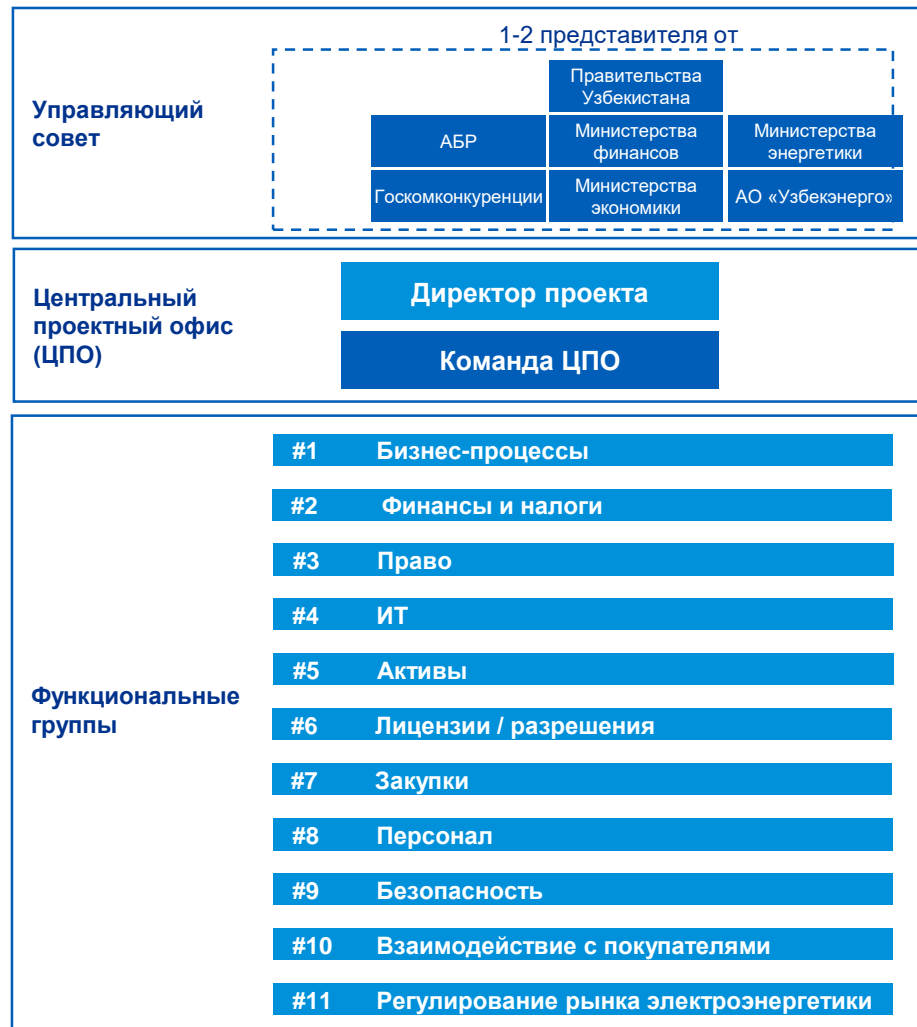 1-2 представителя от
Управляющий
совет
Правительства
Узбекистана
АБР
Министерства
финансов
Министерства
энергетики
Госкомконкуренции
Министерства
экономики
АО «Узбекэнерго»
Центральный
проектный офис
(ЦПО)
Директор проекта
Команда ЦПО
Функциональные
группы
#1 Бизнес-процессы
#2 Финансы и налоги
#3 Право
#4 ИТ
#5 Активы
#6 Лицензии / разрешения
#7 Закупки
#8 Персонал
#9 Безопасность
#10 Взаимодействие с покупателями
#11 Регулирование рынка электроэнергетики